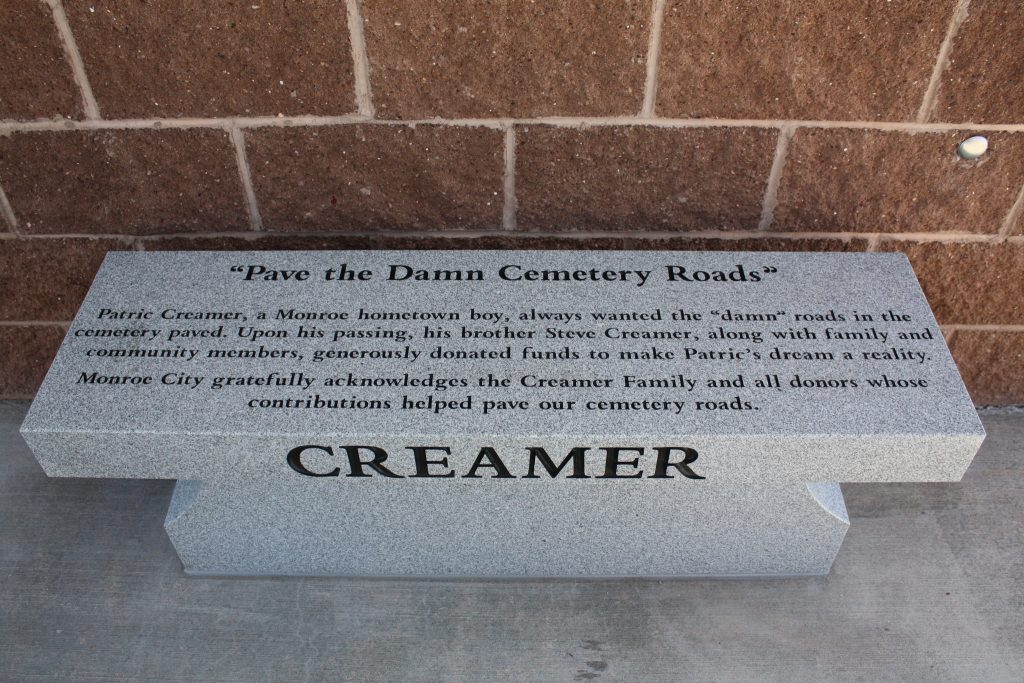 “Pave the Damn Cemetery Roads”
Patric Creamer, a Monroe hometown boy, always wanted the “damn” roads in the
cemetery paved. Upon his passing, his brother Steve Creamer, along with family and
community members, generously donated funds to make Patric’s dream a reality.
Monroe City gratefully acknowledges the Creamer Family and all donors whose
contributions helped pave our cemetery roads.
CREAMER